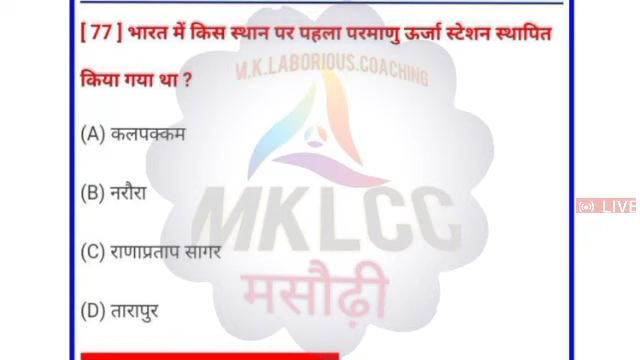 [ 77 ] भारत में किस स्थान पर पहला परमाणु ऊर्जा स्टेशन स्थापित
किया गया था ?
M.K.LABORIOUS.COACHING
(A) कलपक्कम
(B) नरौरा
LIVE
MKLCC
(C) राणाप्रताप सागर
मसौढ़ी
(D) तारापुर